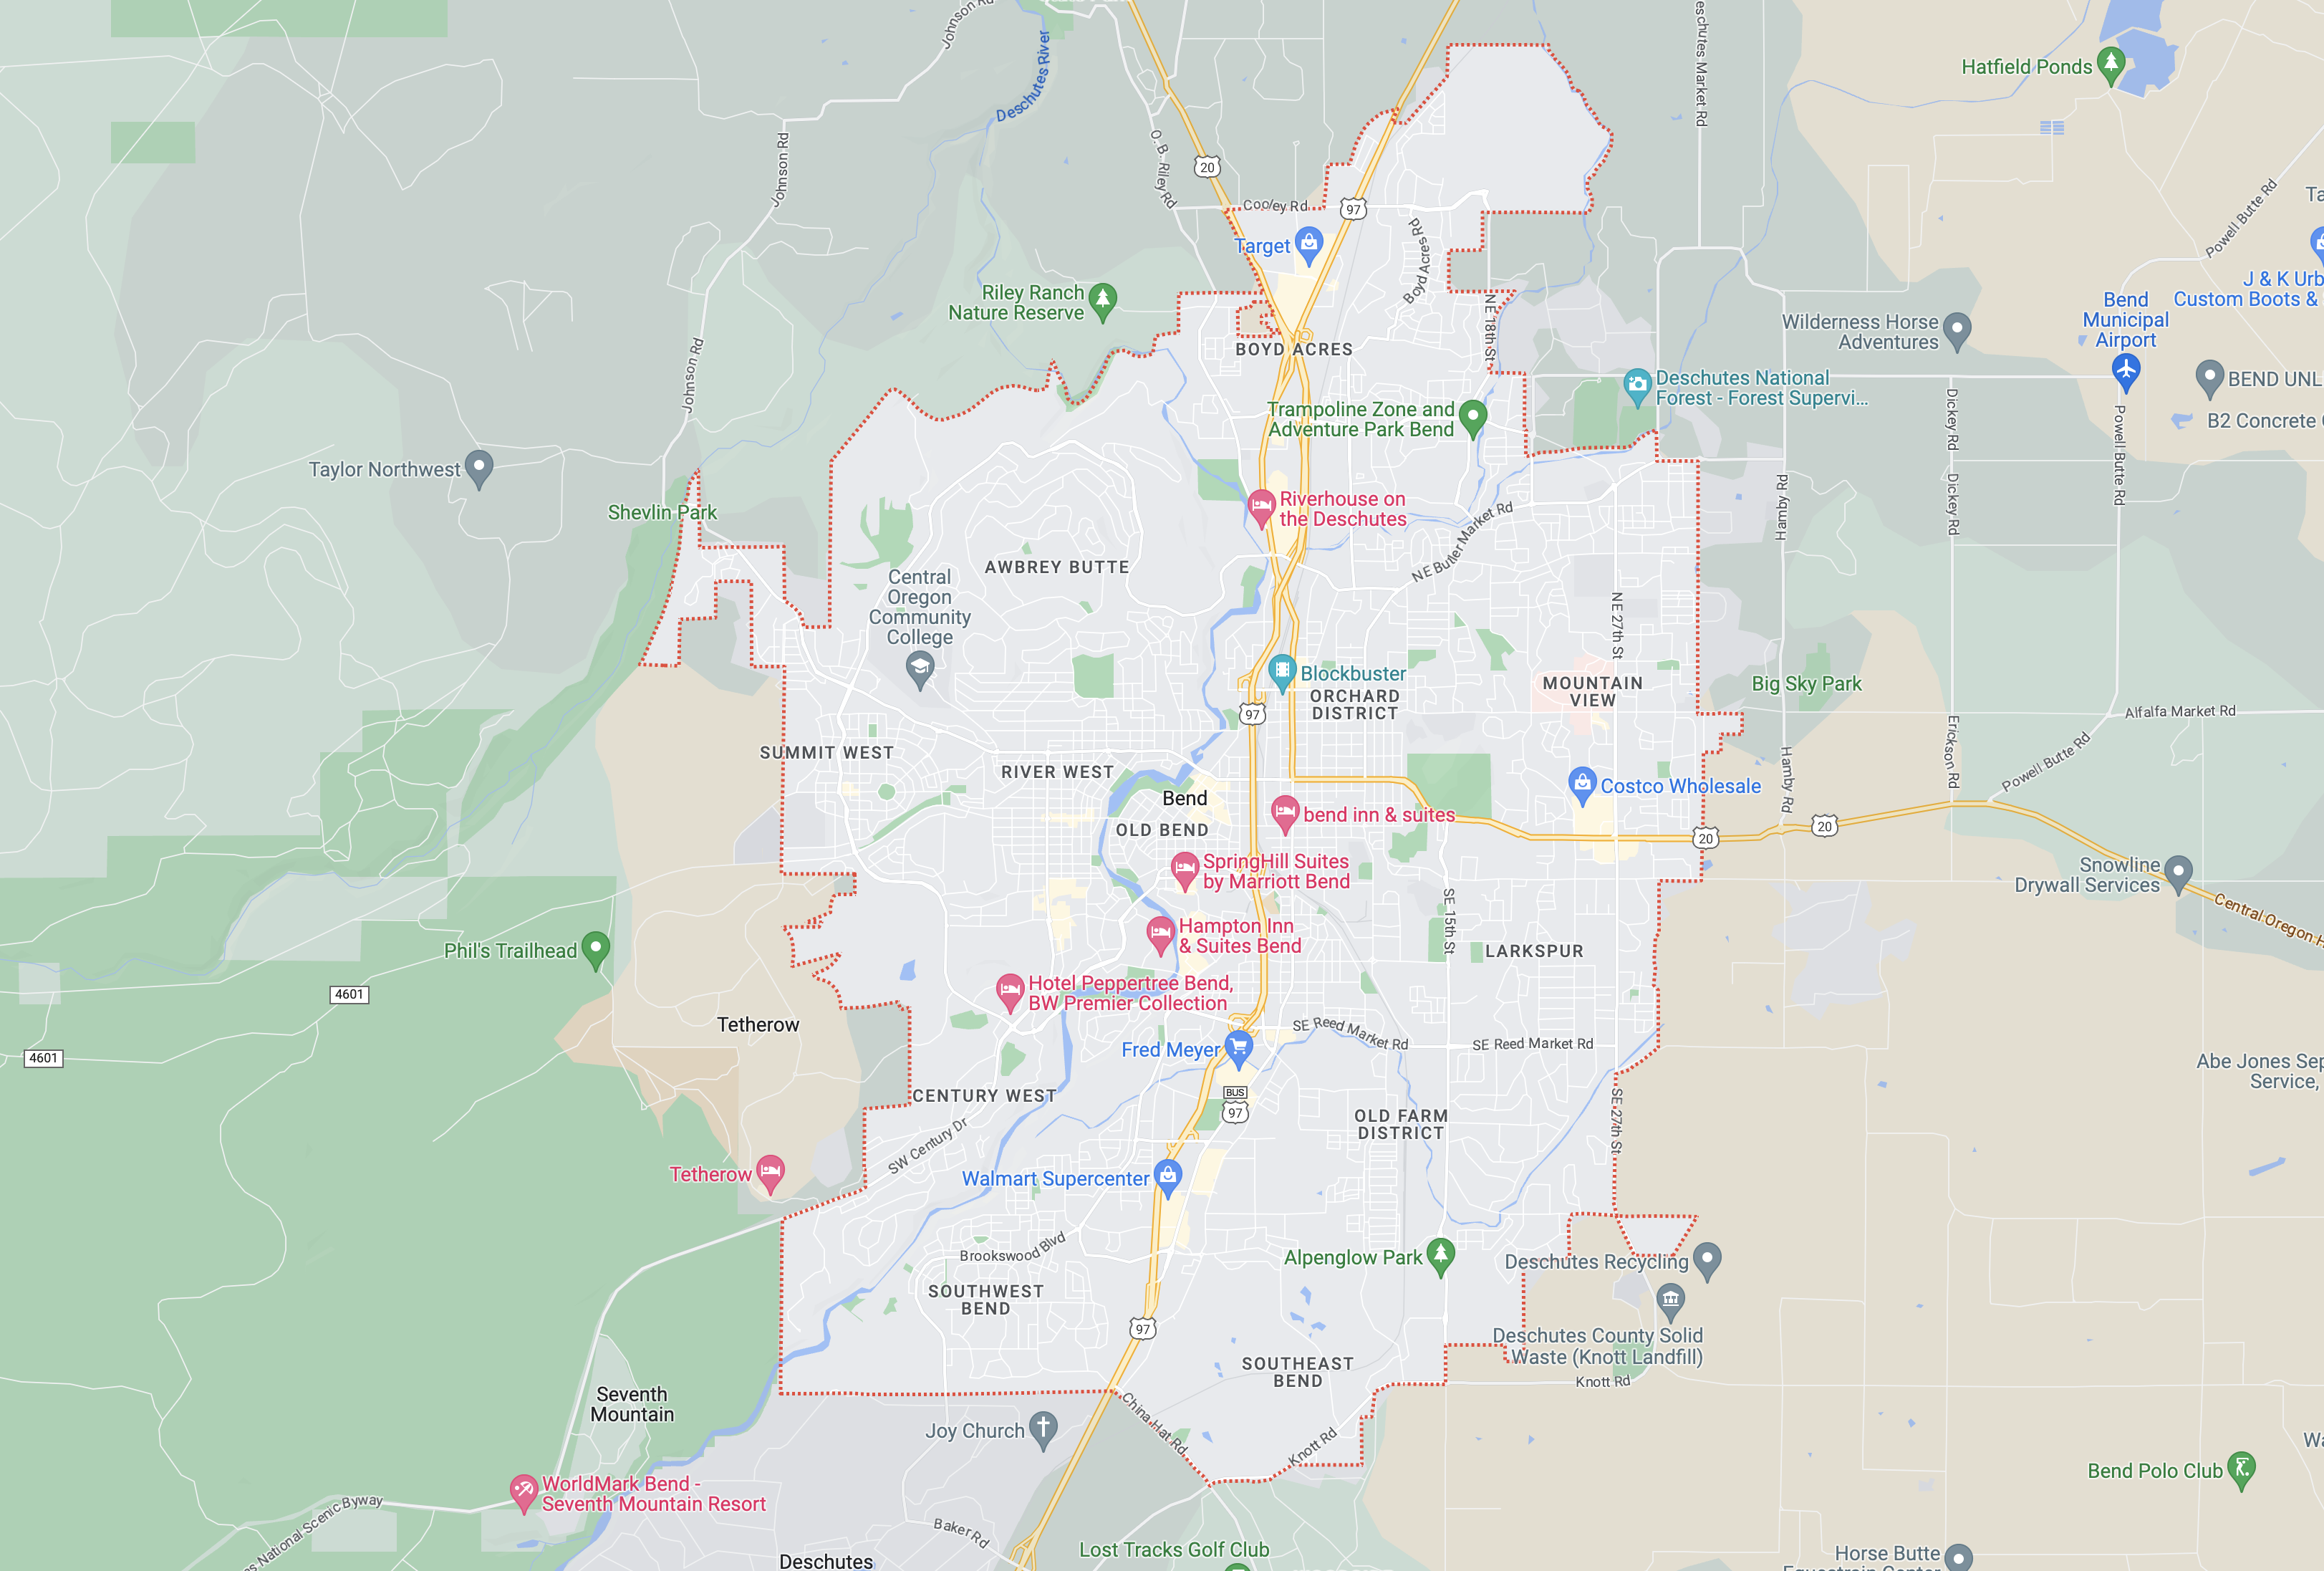 Johnson Rd
Deschutes River
eschutes Market Rd
Hatfield Ponds
Johnson Rd
O. B. Riley Rd
20
Cooley Rd
97
Powell Butte Rd
Ta
Target
Boyd Acres Rd
J & K Urb
Custom Boots &
Riley Ranch
Nature Reserve
NE 18th St
Bend
Municipal
Airport
Wilderness Horse
Adventures
BOYD ACRES
Johnson Rd
Deschutes National
Forest - Forest Supervi...
BEND UNL
Trampoline Zone and
Adventure Park Bend
Dickey Rd
Powell Butte Rd
B2 Concrete
Taylor Northwest
Shevlin Park
Riverhouse on
the Deschutes
NE Butler Market Rd
Hamby Rd
Dickey Rd
AWBREY BUTTE
Central
Oregon
Community
College
NE 27th St
Blockbuster
ORCHARD
DISTRICT
MOUNTAIN
VIEW
Big Sky Park
97
Alfalfa Market Rd
SUMMIT WEST
RIVER WEST
Erickson Rd
Hamby Rd
Powell Butte Rd
Bend
OLD BEND
Costco Wholesale
bend inn & suites
20
20
SpringHill Suites
by Marriott Bend
Snowline
Drywall Services
Central Oregon H
Hampton Inn
& Suites Bend
SE 15th St
LARKSPUR
Phil's Trailhead
4601
Hotel Peppertree Bend,
BW Premier Collection
Tetherow
SE Reed Market Rd
SE Reed Market Rd
4601
Fred Meyer
Abe Jones Sep
Service,
CENTURY WEST
BUS
97
OLD FARM
DISTRICT
SE 27th St
SW Century Dr
Tetherow
Walmart Supercenter
Brookswood Blvd
Alpenglow Park
Deschutes Recycling
SOUTHWEST
BEND
97
Deschutes County Solid
Waste (Knott Landfill)
SOUTHEAST
BEND
Knott Rd
Seventh
Mountain
China Hat Rd
Joy Church
Knott Rd
Wa
Bend Polo Club
WorldMark Bend -
Seventh Mountain Resort
s National Scenic Byway
Baker Rd
Lost Tracks Golf Club
Deschutes
Horse Butte
Equestrian Center